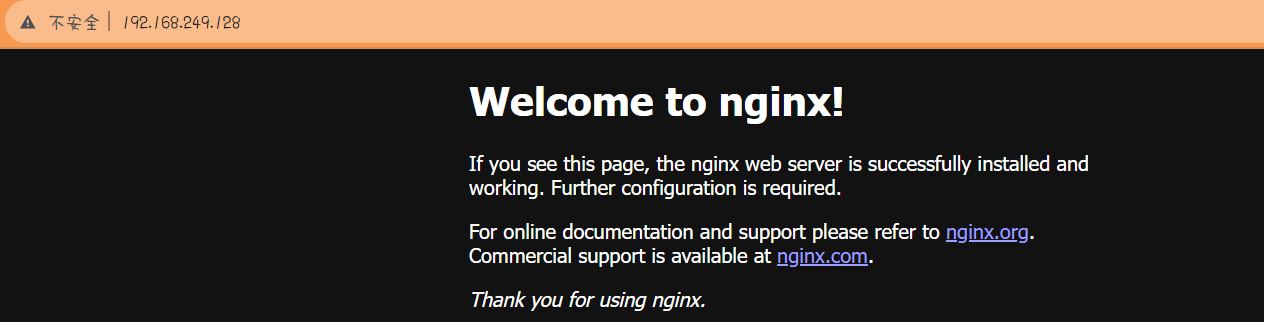 不安全 192.168.249.128
Welcome to nginx!
If you see this page, the nginx web server is successfully installed and
working. Further configuration is required.
For online documentation and support please refer to nginx.org.
Commercial support is available at nginx.com.
Thank you for using nginx.